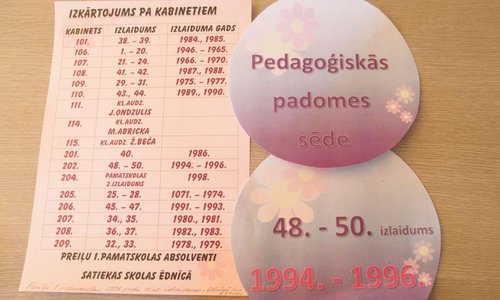 IZKĀRTOJUMS PA KABINETIEM
KABINETS IZLAIDUMS IZLAIDUMA GADS
101. 38. - 39. 1984., 1985.
106. 1. - 20. 1946. - 1965.
107. 21. - 24. 1966. - 1970.
108. 41. - 42. 1987., 1988.
109. 29. - 31. 1975. - 1977.
110. 43., 44. 1989., 1990.
111. KL.AUDZ.
J.ONDZULIS
114. KL.AUDZ.
M.ABRICKA
115. KL.AUDZ. Ž.BEČA
201. 40. 1986.
202. 48. - 50. 1994. - 1996.
204. PAMATSKOLAS 1998.
2.IZLAIDUMS
205. 25. - 28. 1071. - 1974.
206. 45. - 47. 1991. - 1993.
207. 34., 35. 1980., 1981.
208. 36., 37. 1982., 1983.
209. 32., 33. 1978., 1979.
PREIĻU 1.PAMATSKOLAS ABSOLVENTI
SATIEKAS SKOLAS ĒDNĪCĀ
Pedagoģiskās
padomes
sēde
48. - 50. izlaidums
1994. - 1996.